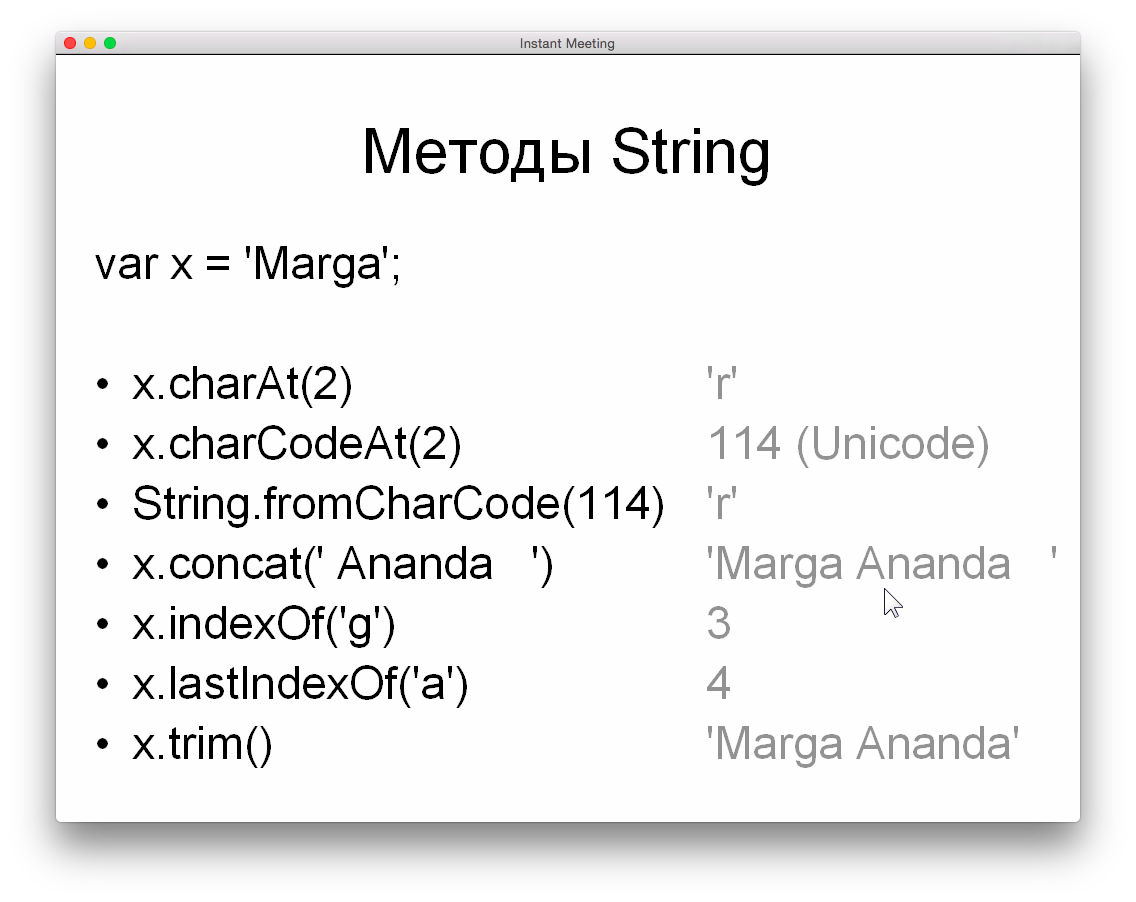 Instant Meeting
Методы String
var x = 'Marga';
• x.charAt(2) 'r'
• x.charCodeAt(2) 114 (Unicode)
• String.fromCharCode(114) 'r'
• x.concat(' Ananda   ') 'Marga Ananda   '
• x.indexOf('g') 3
• x.lastIndexOf('a') 4
• x.trim() 'Marga Ananda'